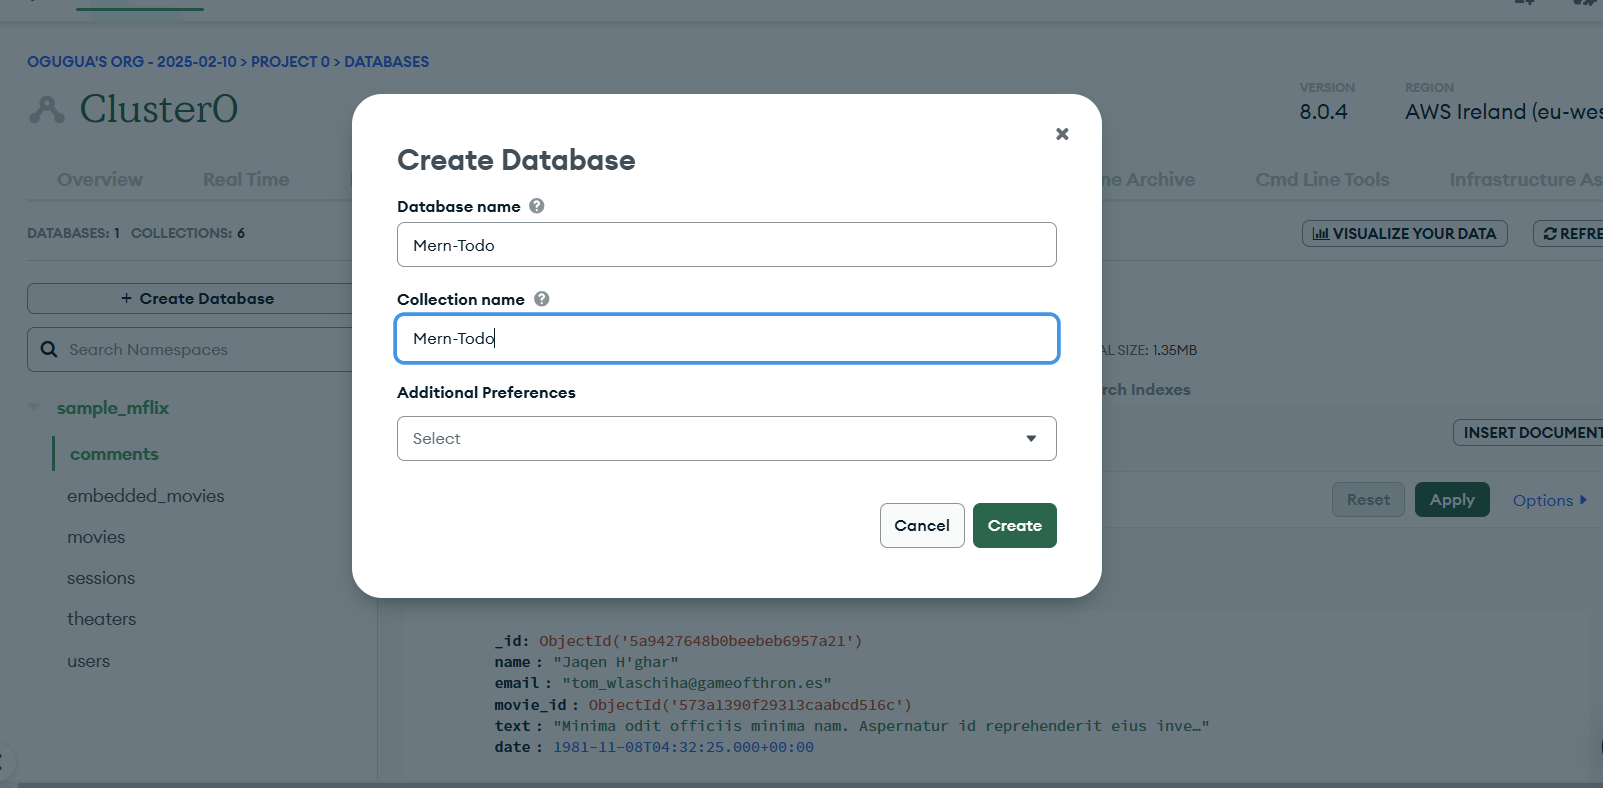 OGUGUA'S ORG - 2025-02-10 > PROJECT 0 > DATABASES
Cluster0
VERSION
8.0.4
REGION
AWS Ireland (eu-wes
Overview
Real Time
ne Archive
Cmd Line Tools
Infrastructure As
DATABASES: 1 COLLECTIONS: 6
VISUALIZE YOUR DATA
REFRE
+ Create Database
Search Namespaces
sample_mflix
comments
embedded_movies
movies
sessions
theaters
users
Create Database
Database name
Mern-Todo
Collection name
Mern-Todo
Additional Preferences
Select
Cancel
Create
AL SIZE: 1.35MB
rch Indexes
INSERT DOCUMENT
Reset
Apply
Options
_id: ObjectId('5a9427648b0beebeb6957a21')
name : "Jaqen H'ghar"
email : "tom_wlaschiha@gameofthron.es"
movie_id : ObjectId('573a1390f29313caabcd516c')
text : "Minima odit officiis minima nam. Aspernatur id reprehenderit eius inve…"
date : 1981-11-08T04:32:25.000+00:00